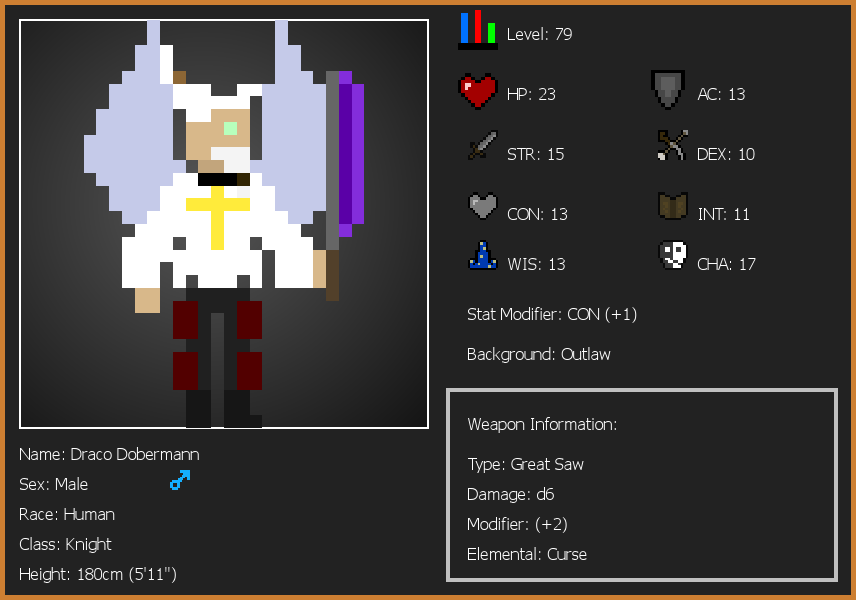 Level: 79
HP: 23
AC: 13
STR: 15
DEX: 10
CON: 13
INT: 11
WIS: 13
CHA: 17
Stat Modifier: CON (+1)
Background: Outlaw
Weapon Information:
Type: Great Saw
Damage: d6
Modifier: (+2)
Elemental: Curse
Name: Draco Dobermann
Sex: Male
Race: Human
Class: Knight
Height: 180cm (5'11")